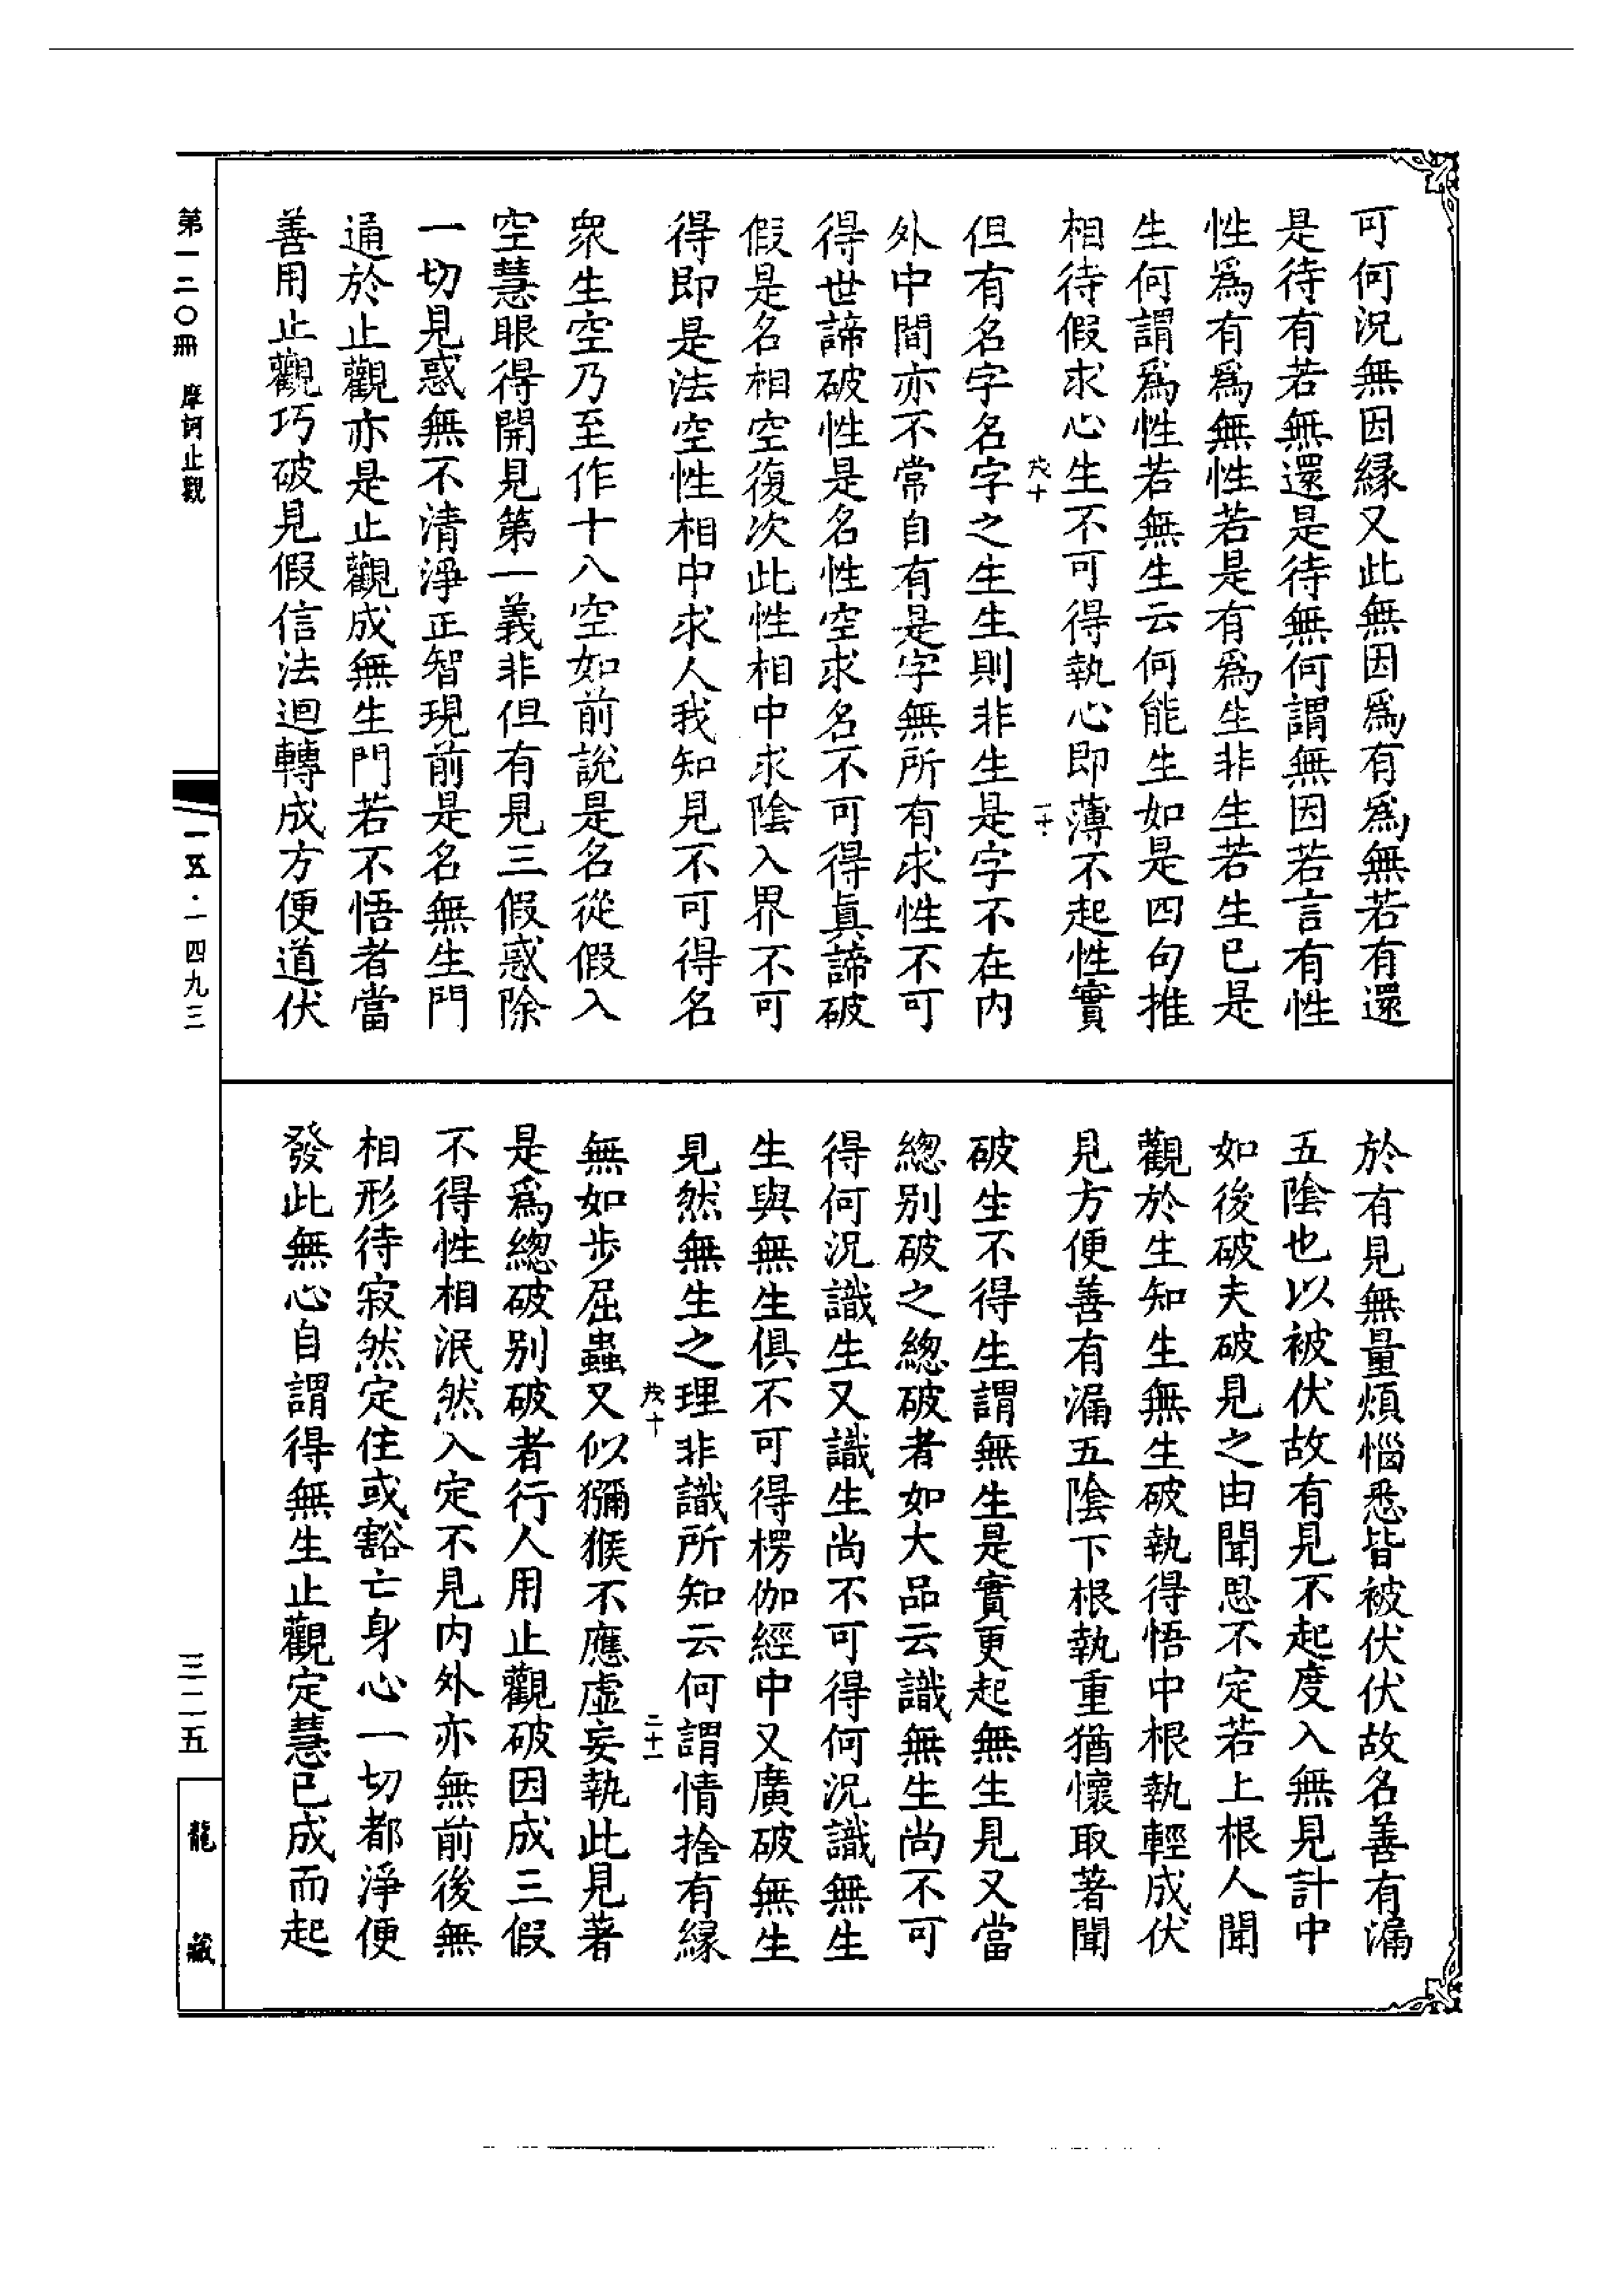 可何況無因緣又此無因爲有爲無若有還
是待有若無還是待無何謂無因若言有性
性爲有爲無性若是有爲生非生若生已是
生何謂爲性若無生云何能生如是四句推
相待假求心生不可得執心即薄不起性實
茂十
二十
但有名字名字之生生則非生是字不在内
外中間亦不常自有是字無所有求性不可
得世諦破性是名性空求名不可得眞諦破
假是名相空復次此性相中求陰入界不可
得即是法空性相中求人我知見不可得名
衆生空乃至作十八空如前說是名從假入
空慧眼得開見第一義非但有見三假惑除
一切見惑無不清淨正智現前是名無生門
通於止觀亦是止觀成無生門若不悟者當
善用止觀巧破見假信法迴轉成方便道伏
於有見無量煩惱悉皆被伏伏故名善有漏
五陰也以被伏故有見不起度入無見計中
如後破夫破見之由聞思不定若上根人聞
觀於生知生無生破執得悟中根執輕成伏
見方便善有漏五陰下根執重猶懷取著聞
破生不得生謂無生是實更起無生見又當
總别破之總破者如大品云識無生尚不可
得何況識生又識生尚不可得何況識無生
生與無生俱不可得楞伽經中又廣破無生
見然無生之理非識所知云何謂情捨有緣
茂十
二十一
無如步屈蟲又似獼猴不應虛妄執此見著
是爲總破别破者行人用止觀破因成三假
不得性相泯然入定不見内外亦無前後無
相形待寂然定住或豁亡身心一切都淨便
發此無心自謂得無生止觀定慧已成而起
第一二〇冊 摩訶止觀
一五·一四九三
三二五
龍藏